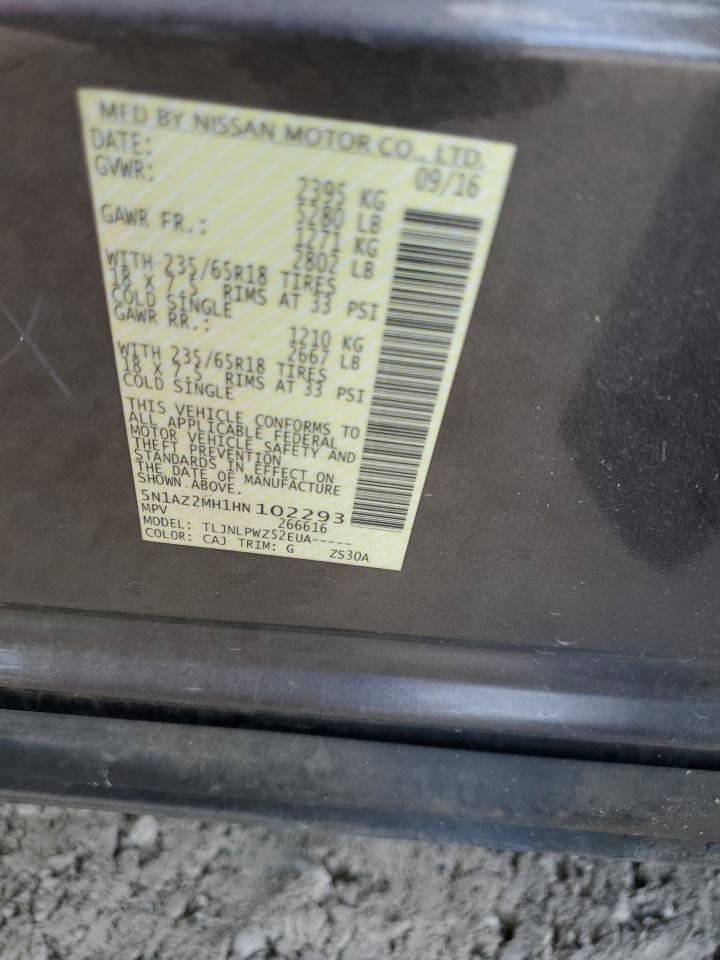 MFD BY NISSAN MOTOR CO., LTD.
DATE: 09/16
GVWR: 2395 KG
5280 LB
GAWR FR.: 1271 KG
2802 LB
WITH 235/65R18 TIRES
18 X 7.5 RIMS AT 33 PSI
COLD SINGLE
GAWR RR.: 1210 KG
2667 LB
WITH 235/65R18 TIRES
18 X 7.5 RIMS AT 33 PSI
COLD SINGLE
THIS VEHICLE CONFORMS TO
ALL APPLICABLE FEDERAL
MOTOR VEHICLE SAFETY AND
THEFT PREVENTION
STANDARDS IN EFFECT ON
THE DATE OF MANUFACTURE
SHOWN ABOVE.
5N1AZ2MH1HN102293
MPV 266616
MODEL: TLJNLPWZ52EUA-----
COLOR: CAJ TRIM: G ZS30A